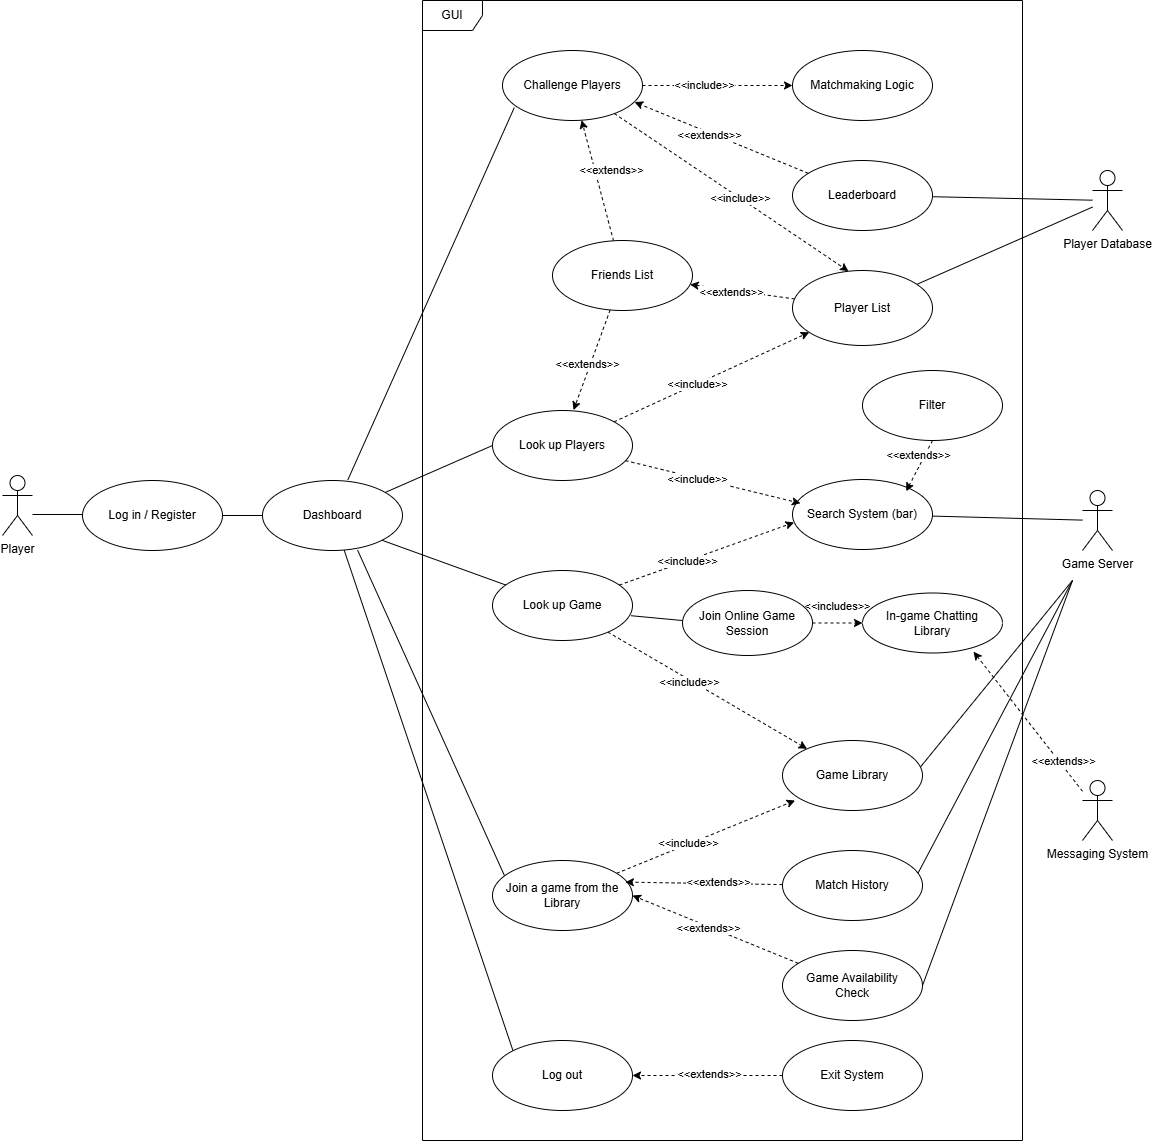 GUI
Challenge Players
<<include>>
Matchmaking Logic
<<extends>>
<<extends>>
<<include>>
Leaderboard
Player Database
Friends List
<<extends>>
Player List
<<extends>>
<<include>>
Filter
Look up Players
<<extends>>
<<include>>
Player
Log in / Register
Dashboard
Search System (bar)
Game Server
<<include>>
Look up Game
Join Online Game
Session
<<includes>>
In-game Chatting
Library
<<include>>
<<extends>>
Game Library
<<include>>
Messaging System
Join a game from the
Library
<<extends>>
Match History
<<extends>>
Game Availability
Check
Log out
<<extends>>
Exit System